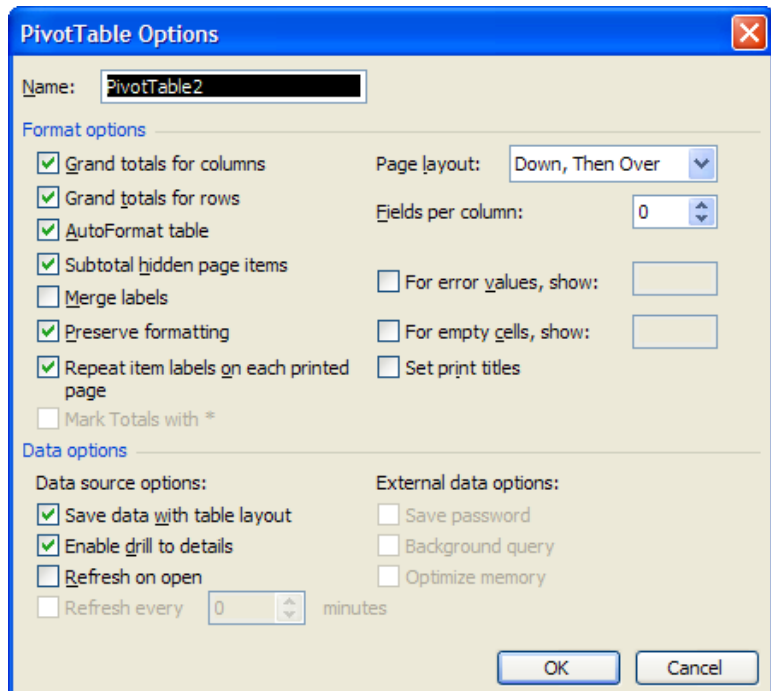 PivotTable Options
Name: PivotTable2
Format options
Grand totals for columns
Page layout: Down, Then Over
Grand totals for rows
Fields per column: 0
AutoFormat table
Subtotal hidden page items
For error values, show:
Merge labels
Preserve formatting
For empty cells, show:
Repeat item labels on each printed
page
Set print titles
Mark Totals with *
Data options
Data source options:
External data options:
Save data with table layout
Save password
Enable drill to details
Background query
Refresh on open
Optimize memory
Refresh every 0 minutes
OK Cancel